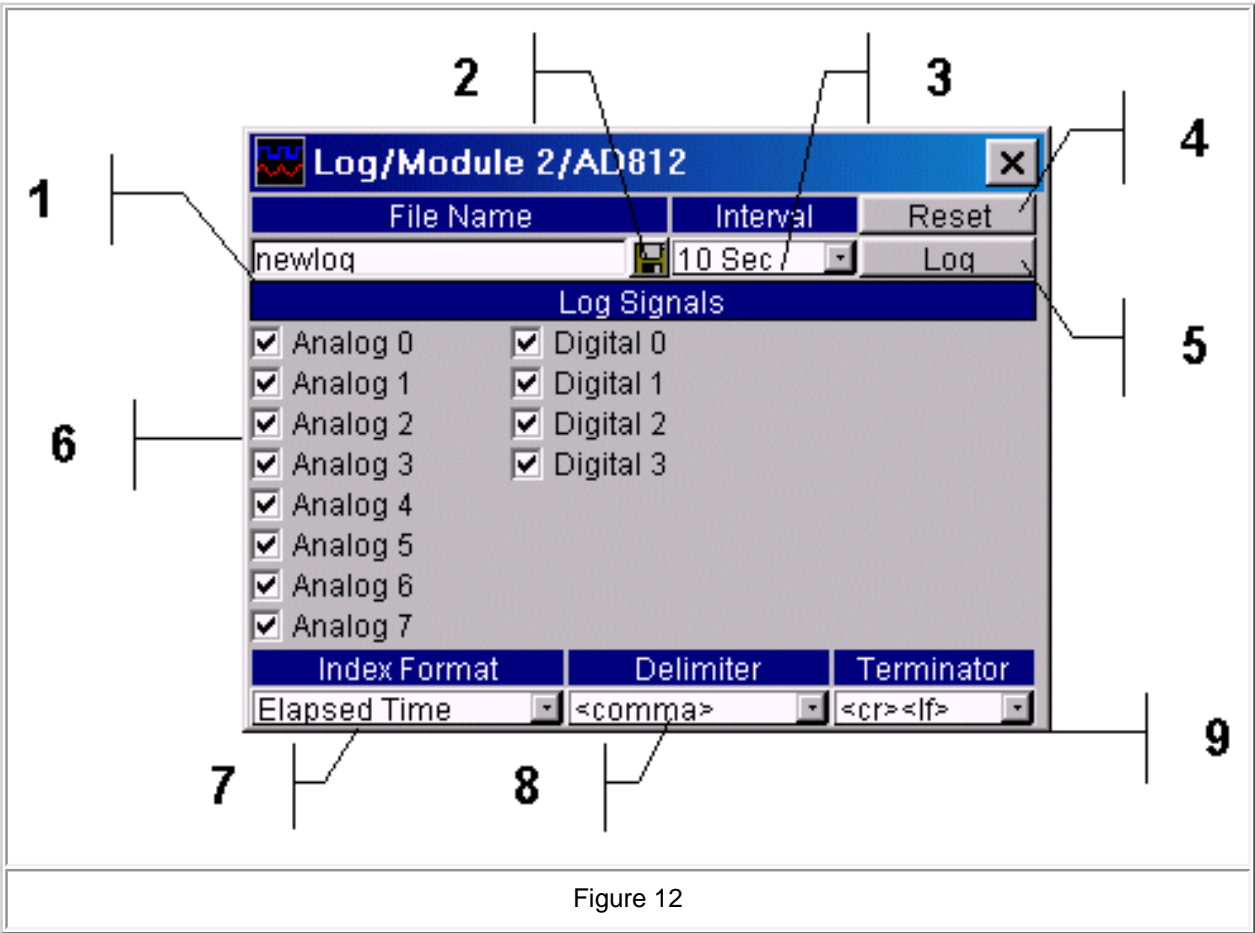 2
3
4
1
Log/Module 2/AD812
File Name Interval Reset
newlog 10 Sec Log
Log Signals
5
Analog 0 Digital 0
Analog 1 Digital 1
Analog 2 Digital 2
6
Analog 3 Digital 3
Analog 4
Analog 5
Analog 6
Analog 7
Index Format Delimiter Terminator
Elapsed Time <comma> <cr><lf>
9
7
8
Figure 12